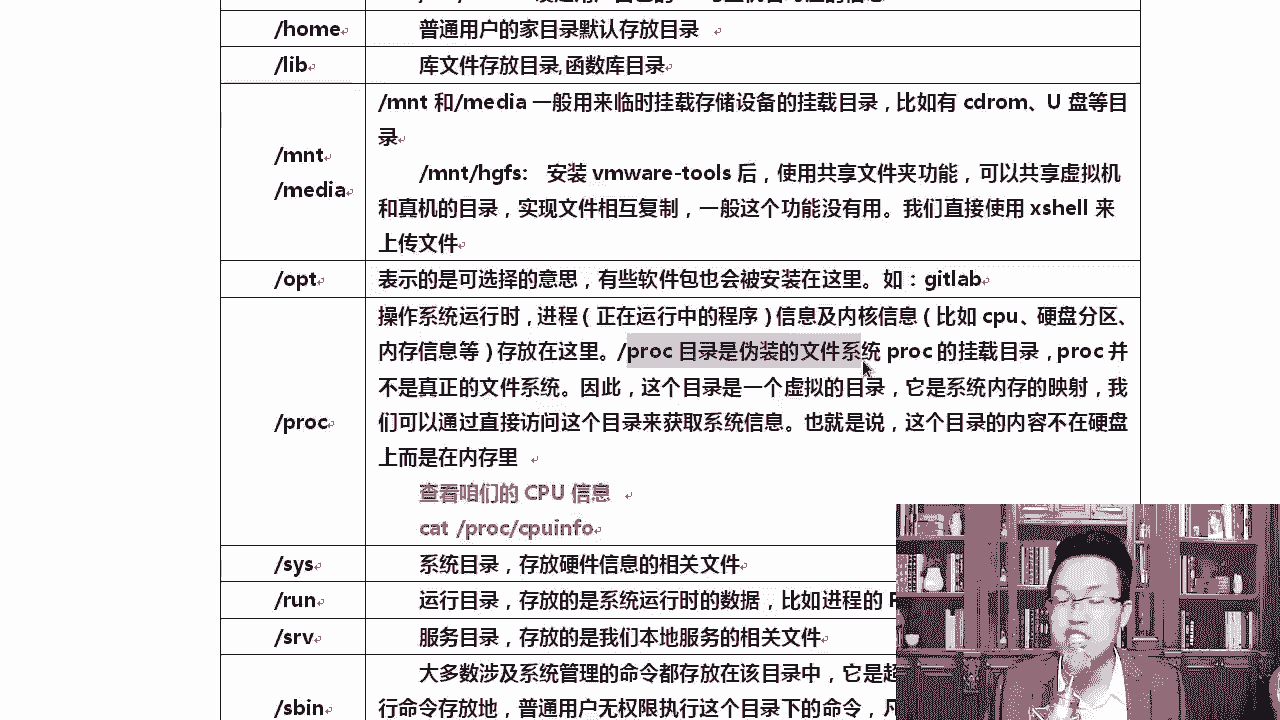 /home 普通用户的家目录默认存放目录
/lib 库文件存放目录,函数库目录
/mnt 和/media 一般用来临时挂载存储设备的挂载目录，比如有 cdrom、U 盘等目
录
/mnt
/media
/mnt/hgfs: 安装 vmware-tools 后，使用共享文件夹功能，可以共享虚拟机
和真机的目录，实现文件相互复制，一般这个功能没有用。我们直接使用 xshell 来
上传文件
/opt 表示的是可选择的意思，有些软件包也会被安装在这里。如：gitlab
操作系统运行时，进程（正在运行中的程序）信息及内核信息（比如 cpu、硬盘分区、
内存信息等）存放在这里。/proc 目录是伪装的文件系统 proc 的挂载目录，proc 并
不是真正的文件系统。因此，这个目录是一个虚拟的目录，它是系统内存的映射，我
/proc 们可以通过直接访问这个目录来获取系统信息。也就是说，这个目录的内容不在硬盘
上而是在内存里
查看咱们的 CPU 信息
cat /proc/cpuinfo
/sys 系统目录，存放硬件信息的相关文件
/run 运行目录，存放的是系统运行时的数据，比如进程的
/srv 服务目录，存放的是我们本地服务的相关文件
大多数涉及系统管理的命令都存放在该目录中，它是超
/sbin 行命令存放地，普通用户无权限执行这个目录下的命令，凡